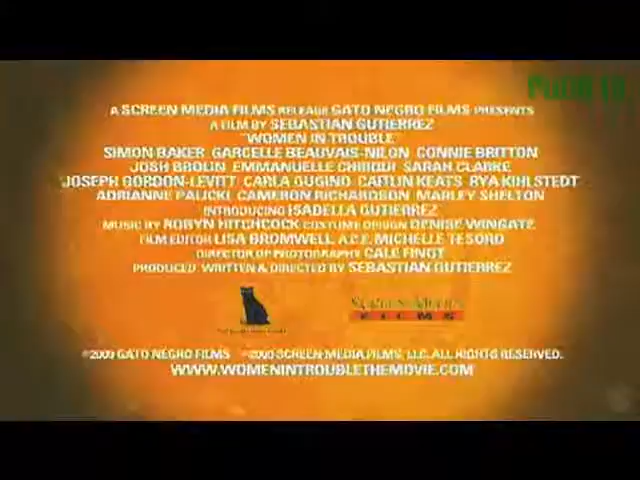 A SCREEN MEDIA FILMS RELEASE GATO NEGRO FILMS PRESENTS
A FILM BY SEBASTIAN GUTIERREZ
"WOMEN IN TROUBLE"
SIMON BAKER GARCELLE BEAUVAIS-NILON CONNIE BRITTON
JOSH BROLIN EMMANUELLE CHRIQUI SARAH CLARKE
JOSEPH GORDON-LEVITT CARLA GUGINO CAITLIN KEATS RYA KIHLSTEDT
ADRIANNE PALICKI CAMERON RICHARDSON MARLEY SHELTON
INTRODUCING ISABELLA GUTIERREZ
MUSIC BY ROBYN HITCHCOCK COSTUME DESIGN DENISE WINGATE
FILM EDITOR LISA BROMWELL A.C.E. MICHELLE TESORO
DIRECTOR OF PHOTOGRAPHY CALE FINOT
PRODUCED WRITTEN & DIRECTED BY SEBASTIAN GUTIERREZ
SCREEN MEDIA
FILMS
©2009 GATO NEGRO FILMS ©2009 SCREEN MEDIA FILMS, LLC. ALL RIGHTS RESERVED.
WWW.WOMENINTROUBLETHEMOVIE.COM